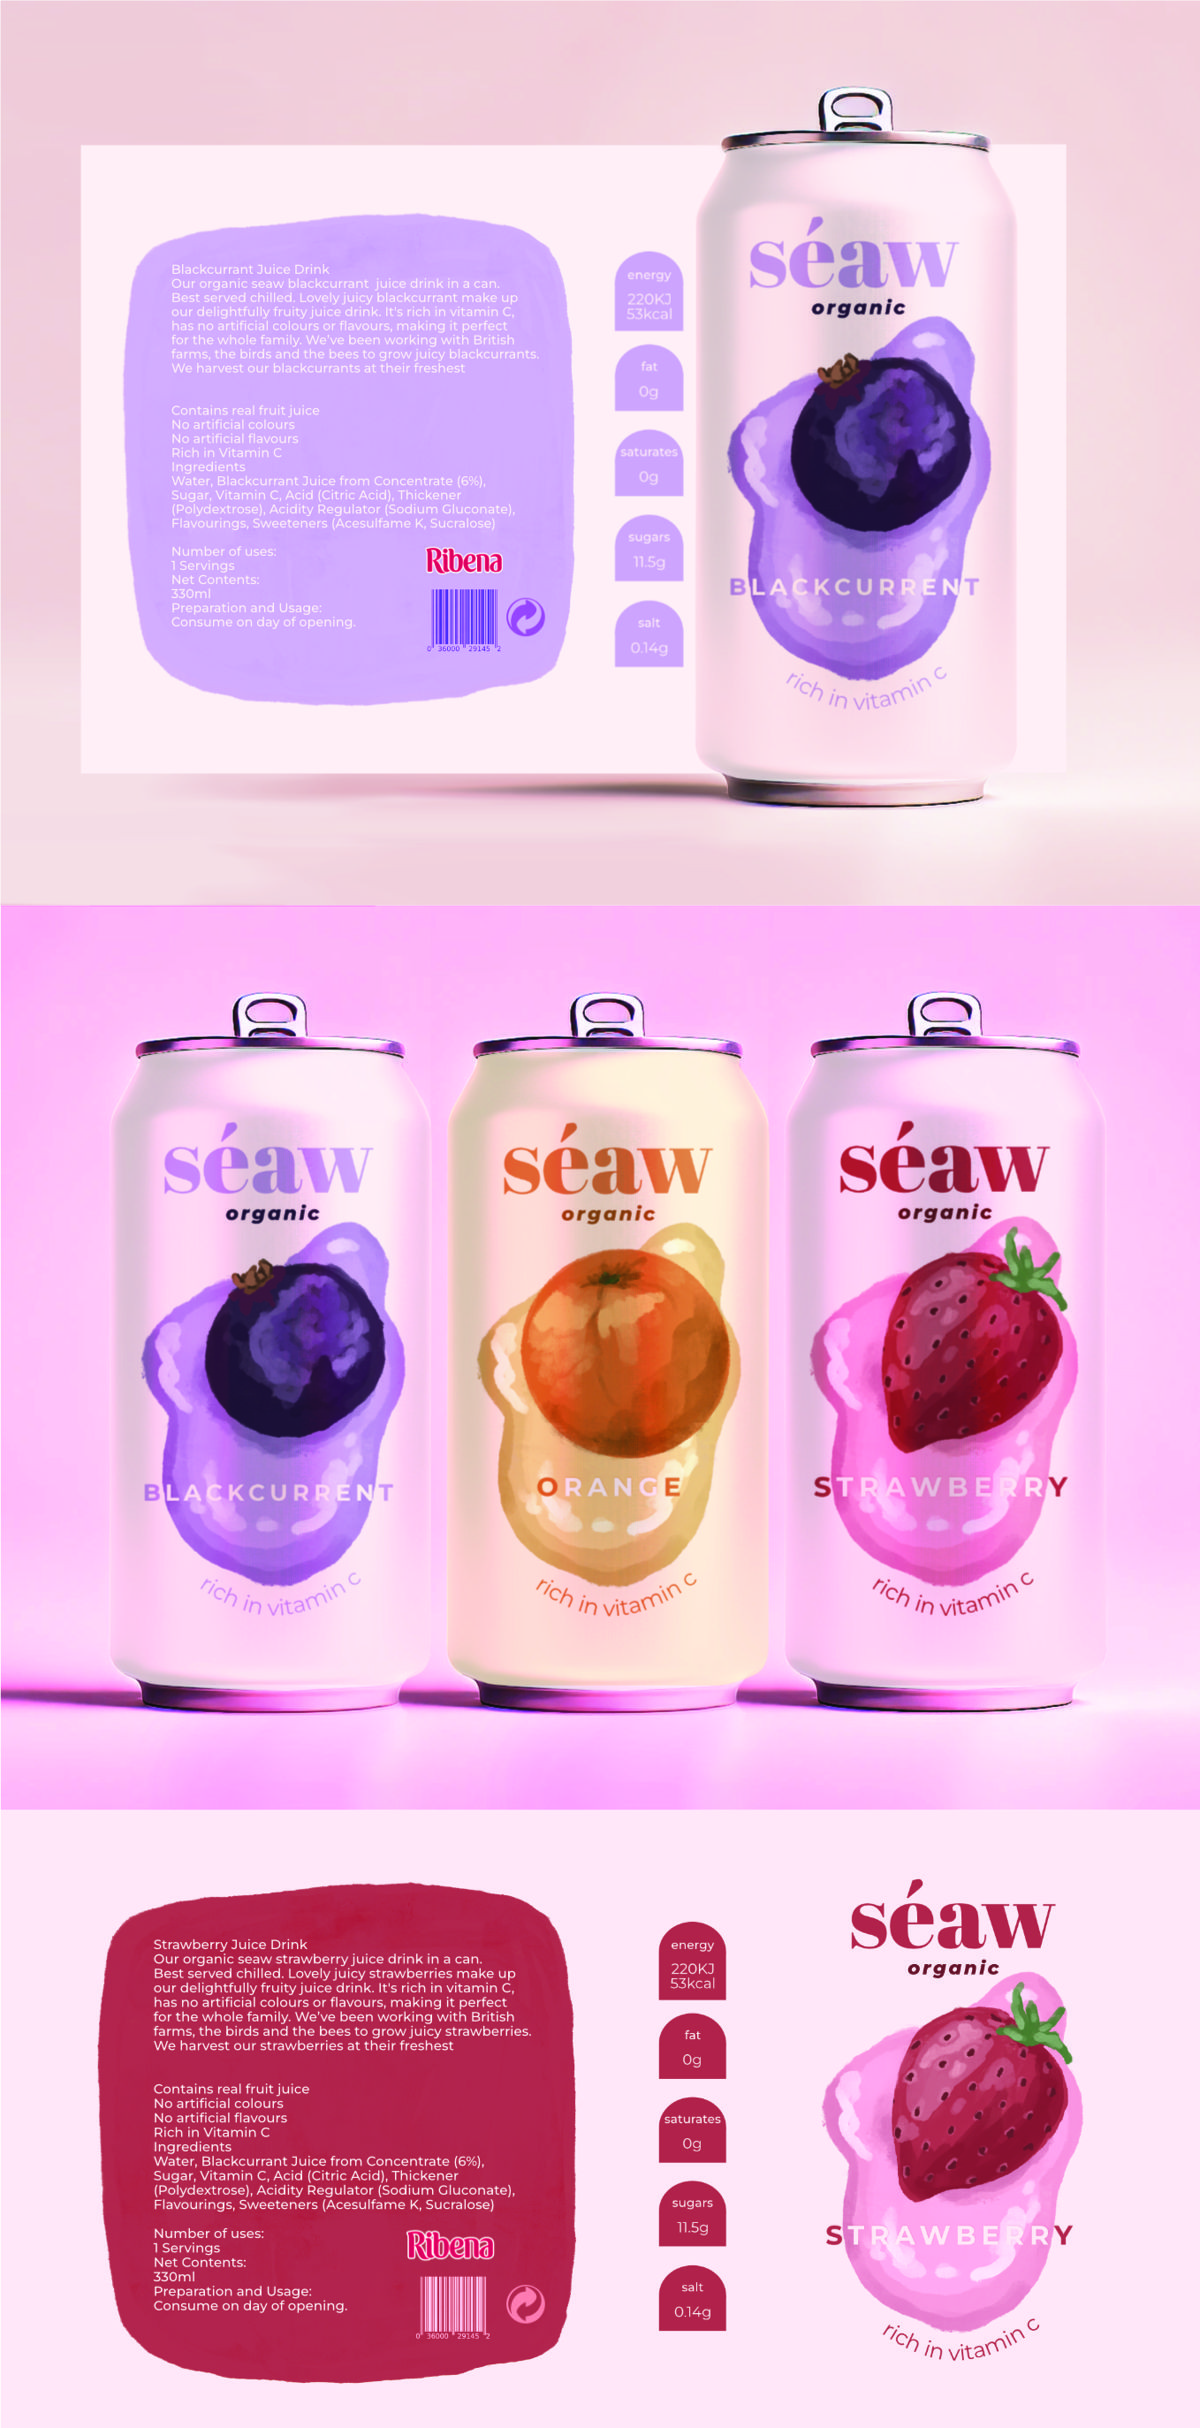 séaw
organic
BLACKCURRENT
rich in vitamin c
Blackcurrant Juice Drink
Our organic seaw blackcurrant juice drink in a can.
Best served chilled. Lovely juicy blackcurrant make up
our delightfully fruity juice drink. It's rich in vitamin C,
has no artificial colours or flavours, making it perfect
for the whole family. We've been working with British
farms, the birds and the bees to grow juicy blackcurrants.
We harvest our blackcurrants at their freshest
Contains real fruit juice
No artificial colours
No artificial flavours
Rich in Vitamin C
Ingredients
Water, Blackcurrant Juice from Concentrate (6%),
Sugar, Vitamin C, Acid (Citric Acid), Thickener
(Polydextrose), Acidity Regulator (Sodium Gluconate),
Flavourings, Sweeteners (Acesulfame K, Sucralose)
Number of uses:
1 Servings
Net Contents:
330ml
Preparation and Usage:
Consume on day of opening.
Ribena
0 36000 29145 2
energy
220KJ
53kcal
fat
0g
saturates
0g
sugars
11.5g
salt
0.14g
séaw
organic
BLACKCURRENT
rich in vitamin c
séaw
organic
ORANGE
rich in vitamin c
séaw
organic
STRAWBERRY
rich in vitamin c
Strawberry Juice Drink
Our organic seaw strawberry juice drink in a can.
Best served chilled. Lovely juicy strawberries make up
our delightfully fruity juice drink. It's rich in vitamin C,
has no artificial colours or flavours, making it perfect
for the whole family. We've been working with British
farms, the birds and the bees to grow juicy strawberries.
We harvest our strawberries at their freshest
Contains real fruit juice
No artificial colours
No artificial flavours
Rich in Vitamin C
Ingredients
Water, Blackcurrant Juice from Concentrate (6%),
Sugar, Vitamin C, Acid (Citric Acid), Thickener
(Polydextrose), Acidity Regulator (Sodium Gluconate),
Flavourings, Sweeteners (Acesulfame K, Sucralose)
Number of uses:
1 Servings
Net Contents:
330ml
Preparation and Usage:
Consume on day of opening.
Ribena
0 36000 29145 2
energy
220KJ
53kcal
fat
0g
saturates
0g
sugars
11.5g
salt
0.14g
séaw
organic
STRAWBERRY
rich in vitamin c